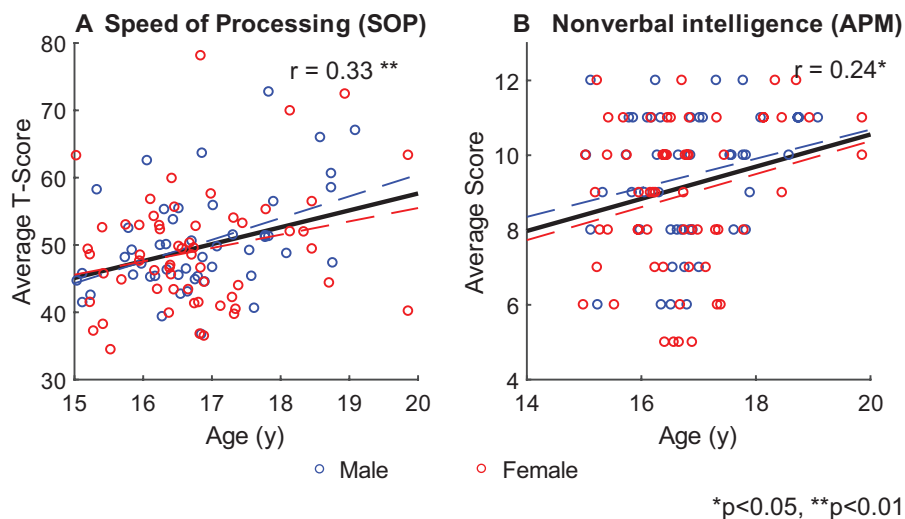 A Speed of Processing (SOP)
80
70
60
50
40
30
r = 0.33 **
Average T-Score
15 16 17 18 19 20
Age (y)
B Nonverbal intelligence (APM)
12
10
8
6
4
r = 0.24*
Average Score
14 16 18 20
Age (y)
Male Female
*p<0.05, **p<0.01